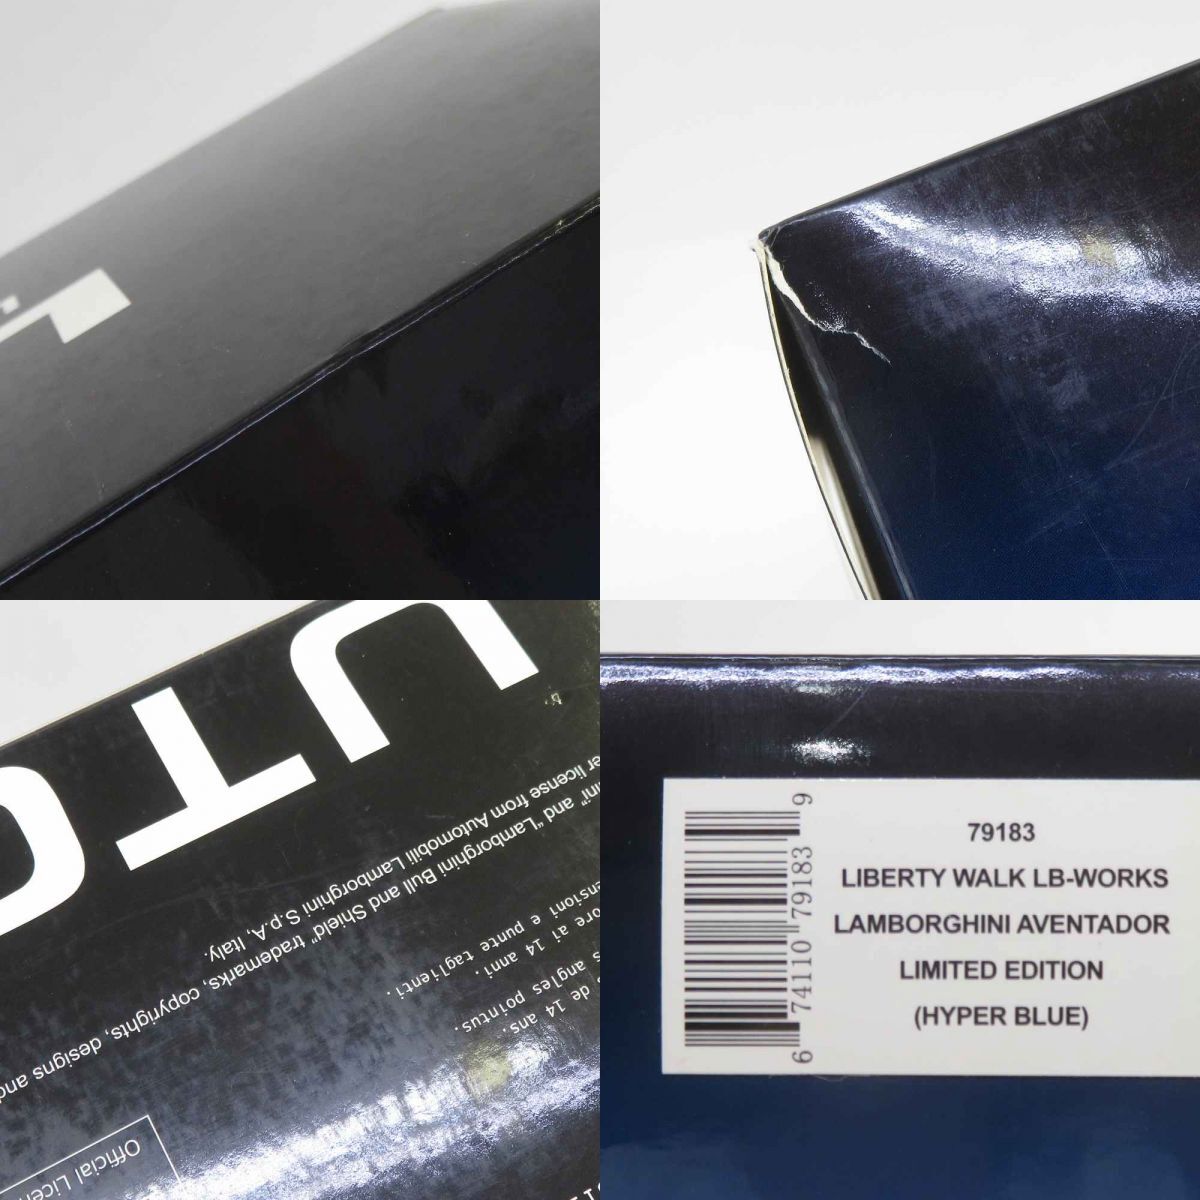 UTO
ini" and "Lamborghini Bull and Shield" trademarks, copyrights, designs and
er license from Automobili Lamborghini S.p.A, Italy.
ore ai 14 anni.
ensioni e punte taglienti.
de 14 ans.
s angles pointus.
Official Licen
79183
LIBERTY WALK LB-WORKS
LAMBORGHINI AVENTADOR
LIMITED EDITION
(HYPER BLUE)
6 74110 79183 9